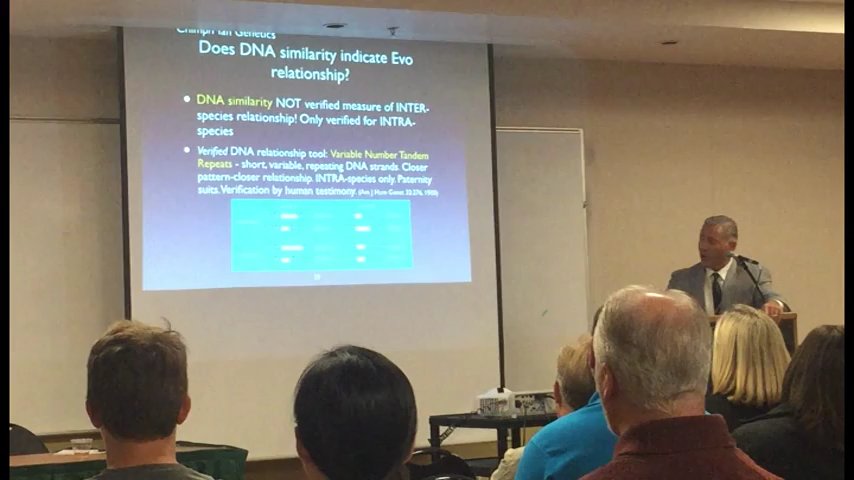 Genetics
Does DNA similarity indicate Evo
relationship?
• DNA similarity NOT verified measure of INTER-
species relationship! Only verified for INTRA-
species
• Verified DNA relationship tool: Variable Number Tandem
Repeats - short, variable, repeating DNA strands. Closer
pattern-closer relationship. INTRA-species only. Paternity
suits. Verification by human testimony.